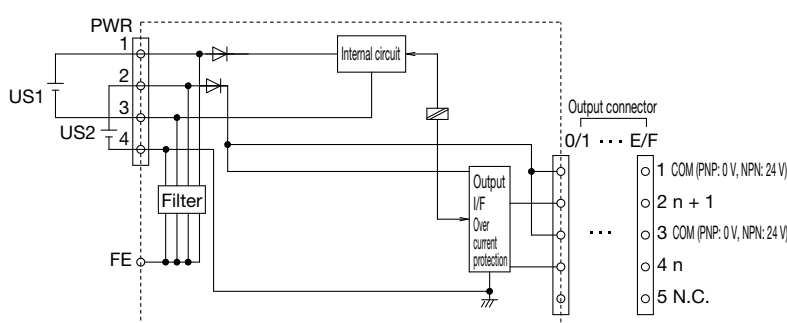 PWR
1
2
3
4
US1
US2
Internal circuit
Filter
FE
Output
I/F
Over
current
protection
Output connector
0/1 ··· E/F
···
1 COM (PNP: 0 V, NPN: 24 V)
2 n + 1
3 COM (PNP: 0 V, NPN: 24 V)
4 n
5 N.C.